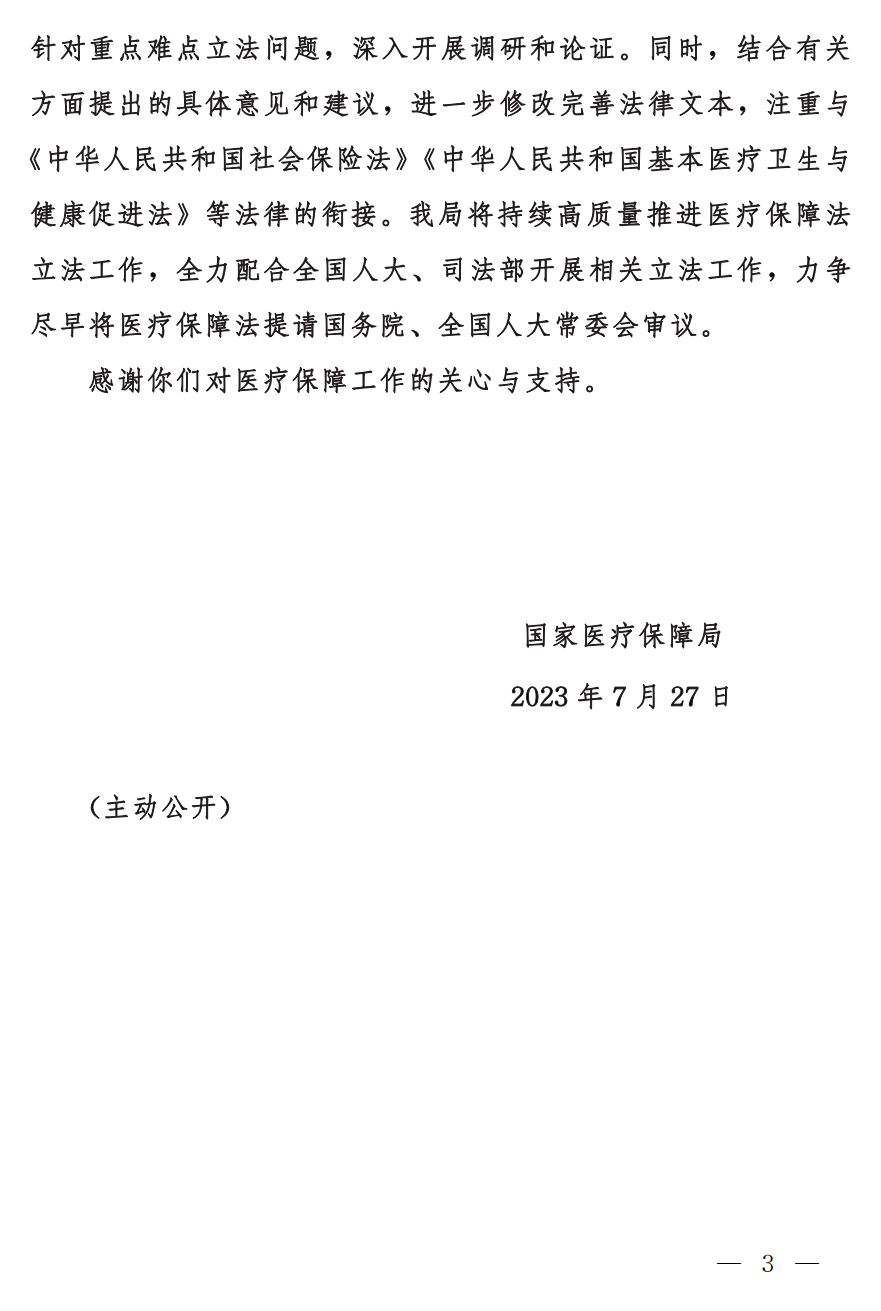 针对重点难点立法问题，深入开展调研和论证。同时，结合有关
方面提出的具体意见和建议，进一步修改完善法律文本，注重与
《中华人民共和国社会保险法》《中华人民共和国基本医疗卫生与
健康促进法》等法律的衔接。我局将持续高质量推进医疗保障法
立法工作，全力配合全国人大、司法部开展相关立法工作，力争
尽早将医疗保障法提请国务院、全国人大常委会审议。
感谢你们对医疗保障工作的关心与支持。
国家医疗保障局
2023 年 7 月 27 日
（主动公开）
— 3 —